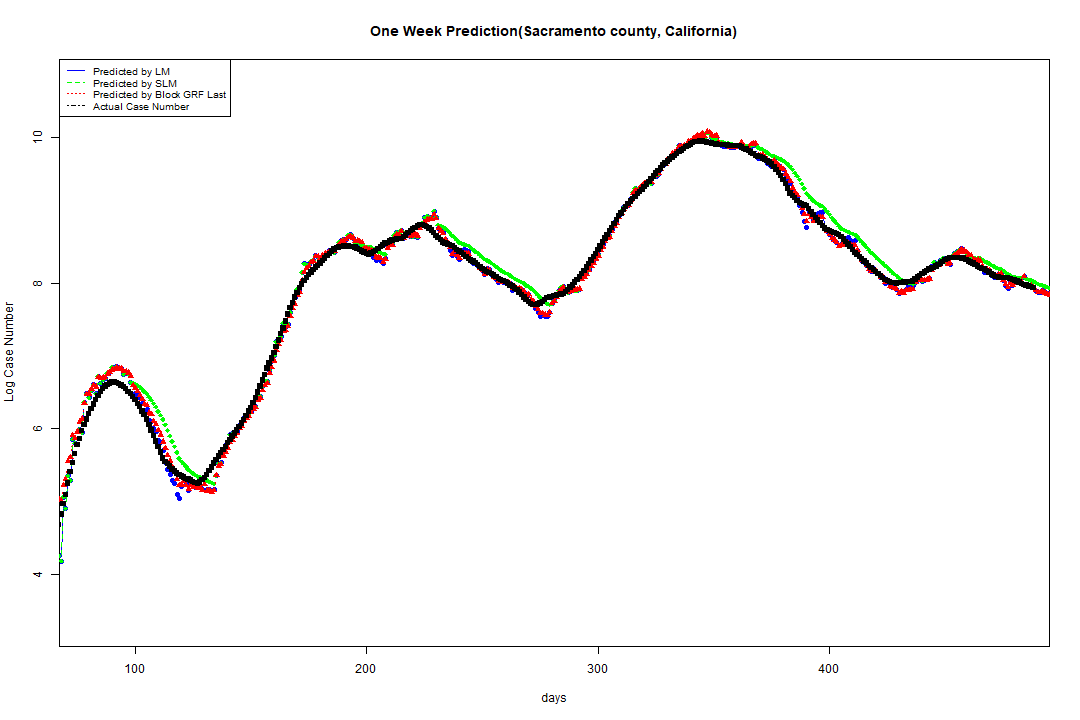 One Week Prediction(Sacramento county, California)
Predicted by LM
Predicted by SLM
Predicted by Block GRF Last
Actual Case Number
10
8
6
4
Log Case Number
100 200 300 400
days